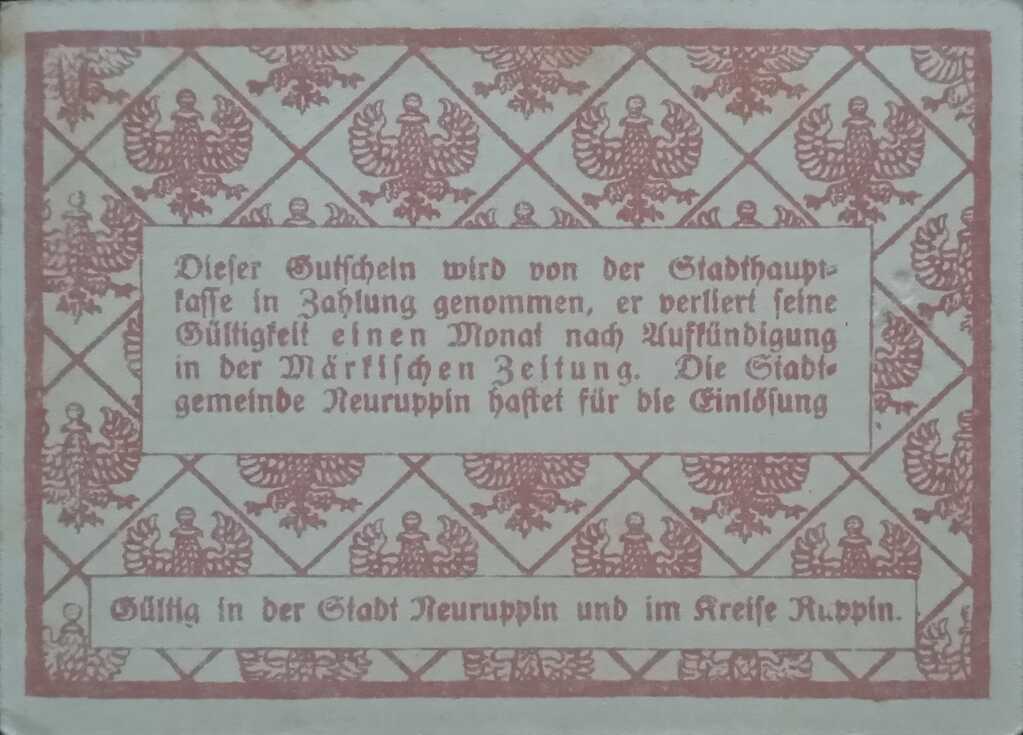 Dieser Gutschein wird von der Stadthaupt-
kasse in Zahlung genommen, er verliert seine
Gültigkeit einen Monat nach Aufkündigung
in der Märkischen Zeitung. Die Stadt-
gemeinde Neuruppin haftet für die Einlösung
Gültig in der Stadt Neuruppin und im Kreise Ruppin.